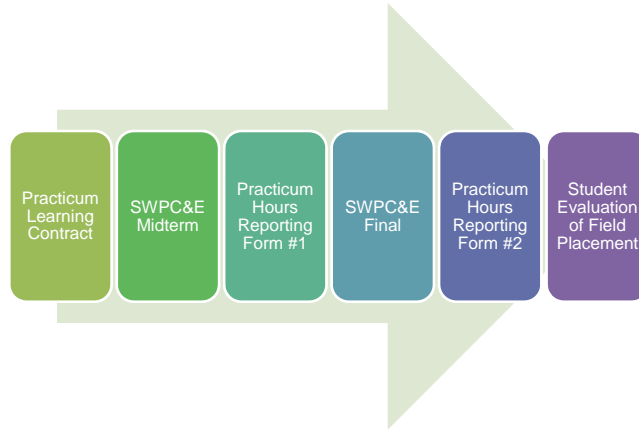 Practicum
Learning
Contract
SWPC&E
Midterm
Practicum
Hours
Reporting
Form #1
SWPC&E
Final
Practicum
Hours
Reporting
Form #2
Student
Evaluation
of Field
Placement